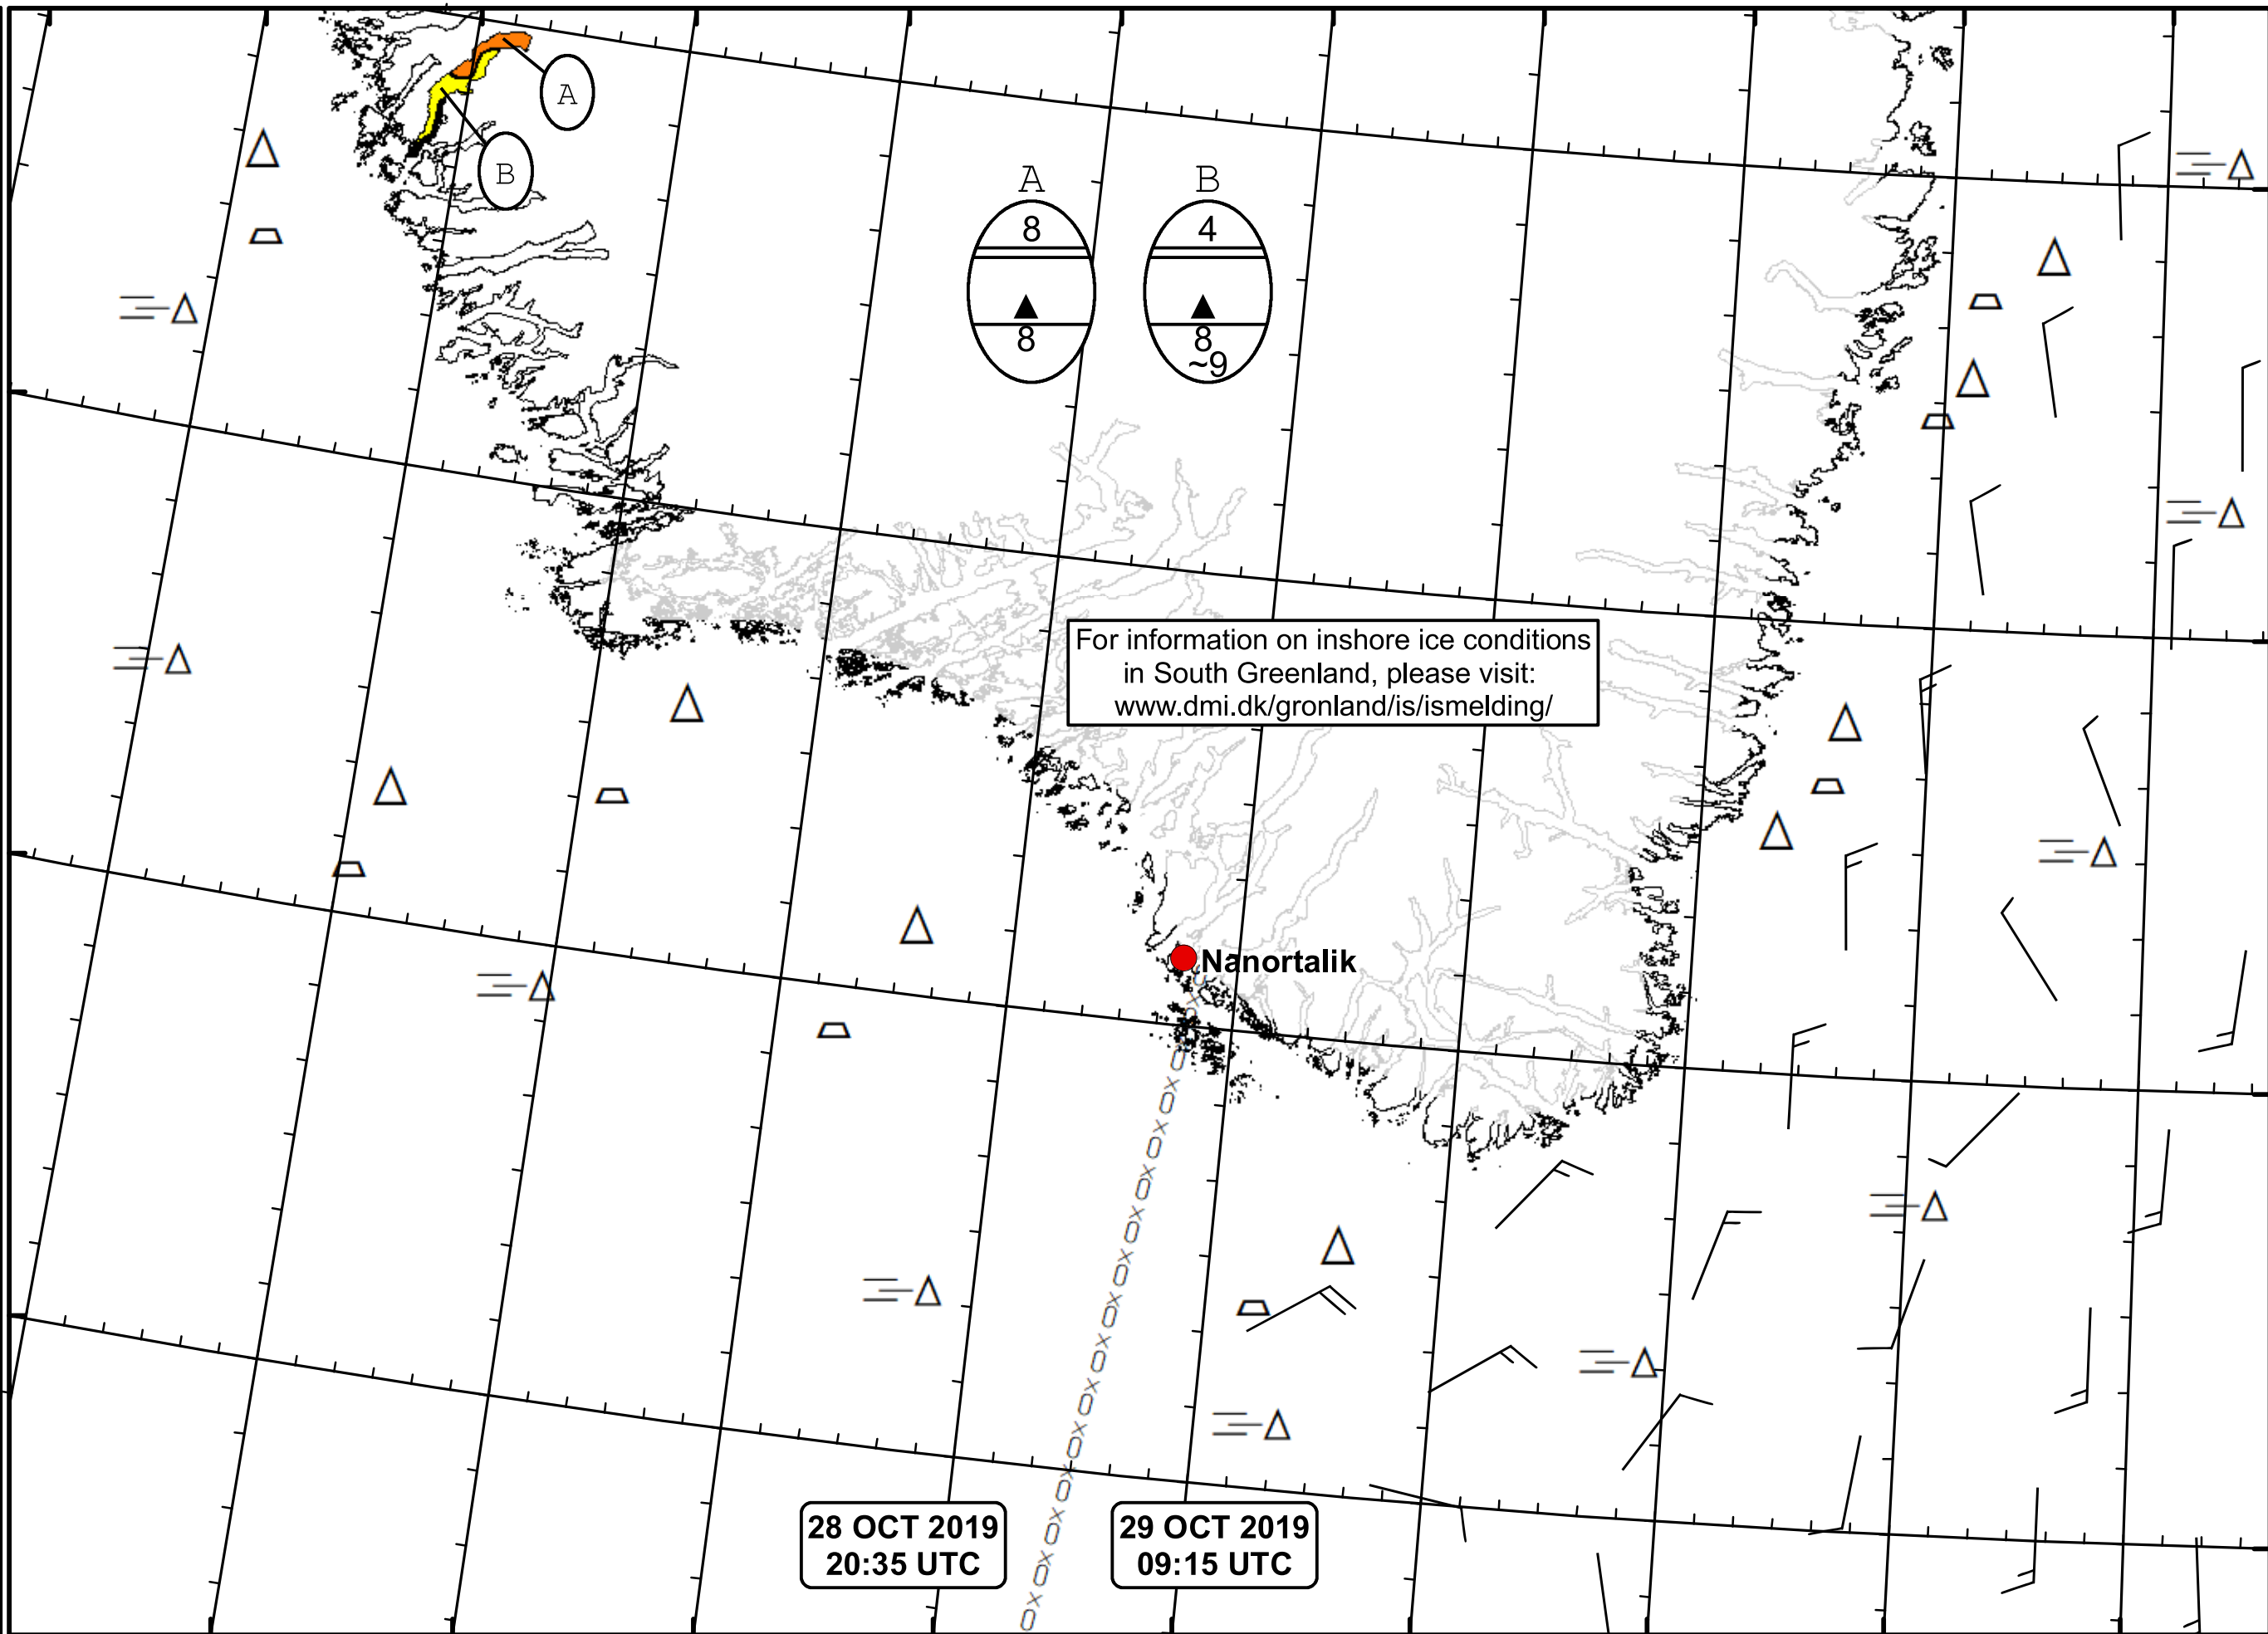 A
B
A
B
8
4
8
8
~9
For information on inshore ice conditions
in South Greenland, please visit:
www.dmi.dk/gronland/is/ismelding/
Nanortalik
28 OCT 2019
20:35 UTC
29 OCT 2019
09:15 UTC